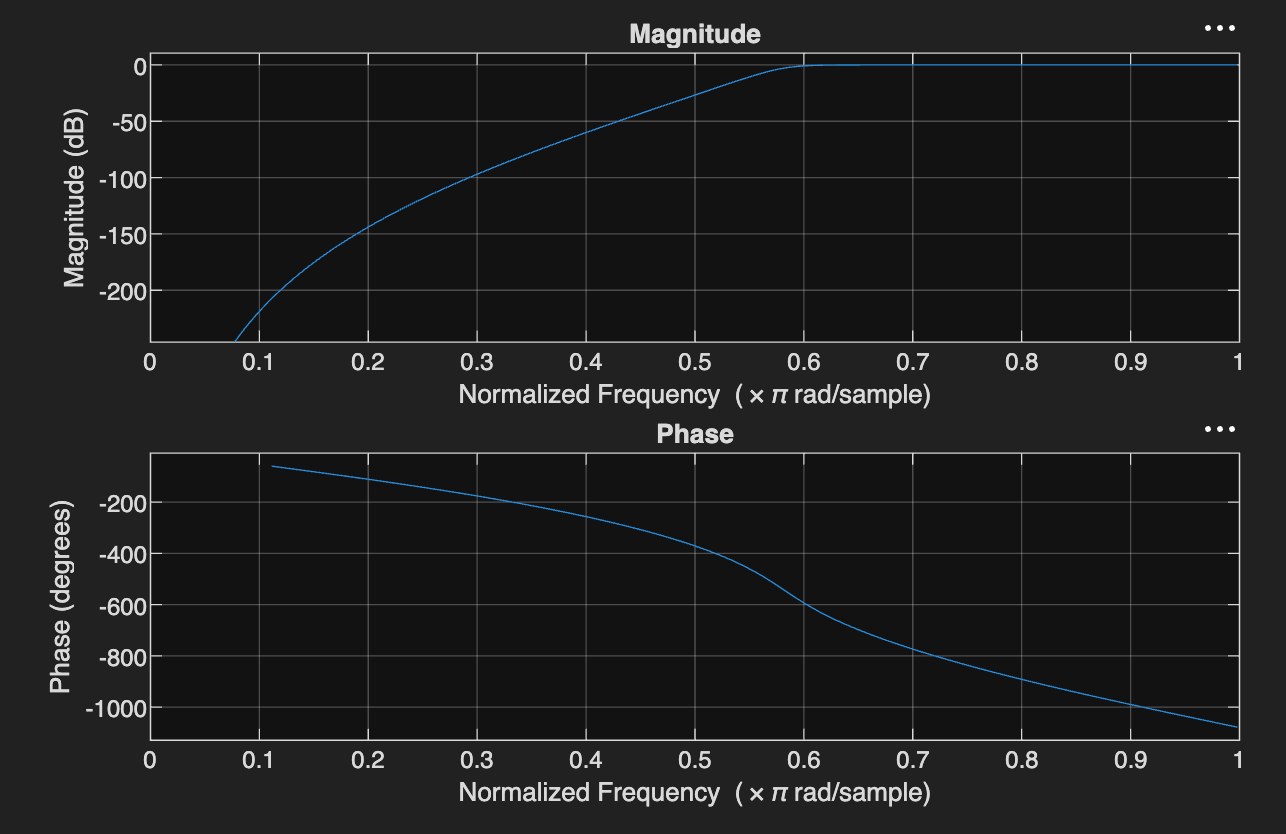 Magnitude
0
-50
-100
-150
-200
Magnitude (dB)
0 0.1 0.2 0.3 0.4 0.5 0.6 0.7 0.8 0.9 1
Normalized Frequency (× π rad/sample)
Phase
-200
-400
-600
-800
-1000
Phase (degrees)
0 0.1 0.2 0.3 0.4 0.5 0.6 0.7 0.8 0.9 1
Normalized Frequency (× π rad/sample)